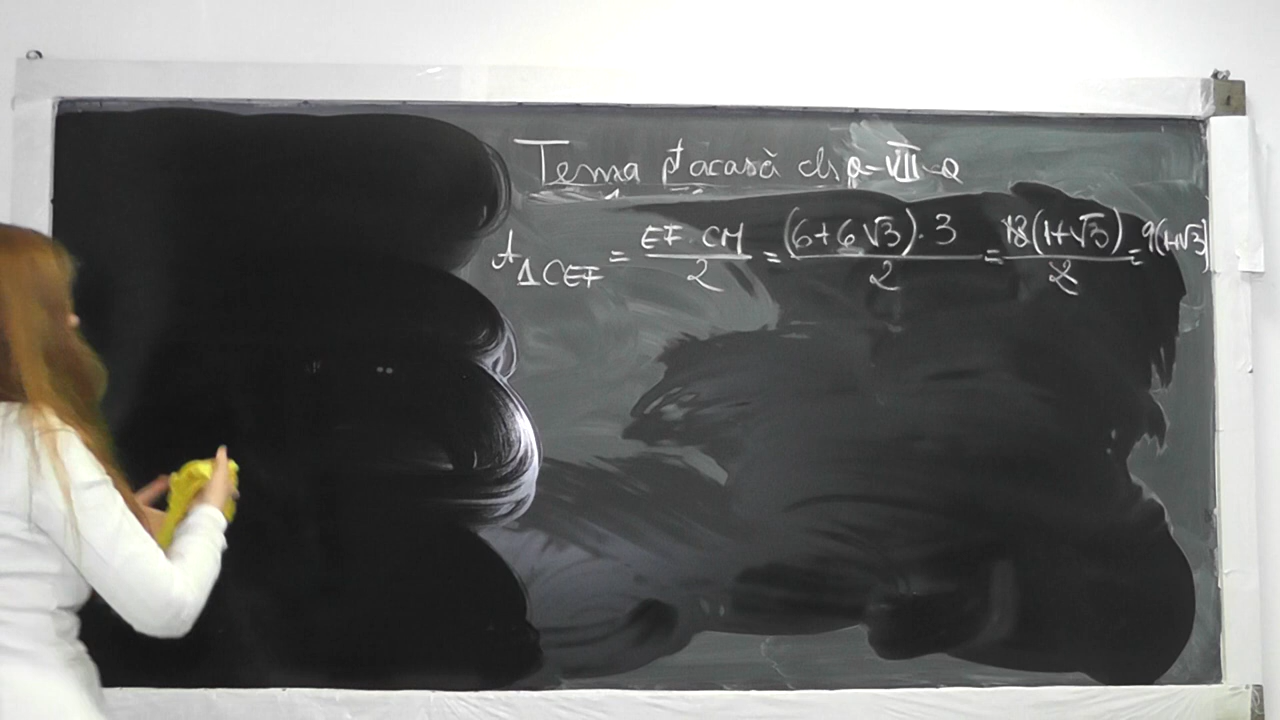 Tema pt acasă cls a-VII-a
A ΔCEF = EF · CM / 2 = (6+6√3) · 3 / 2 = 18(1+√3) / 2 = 9(1+√3)